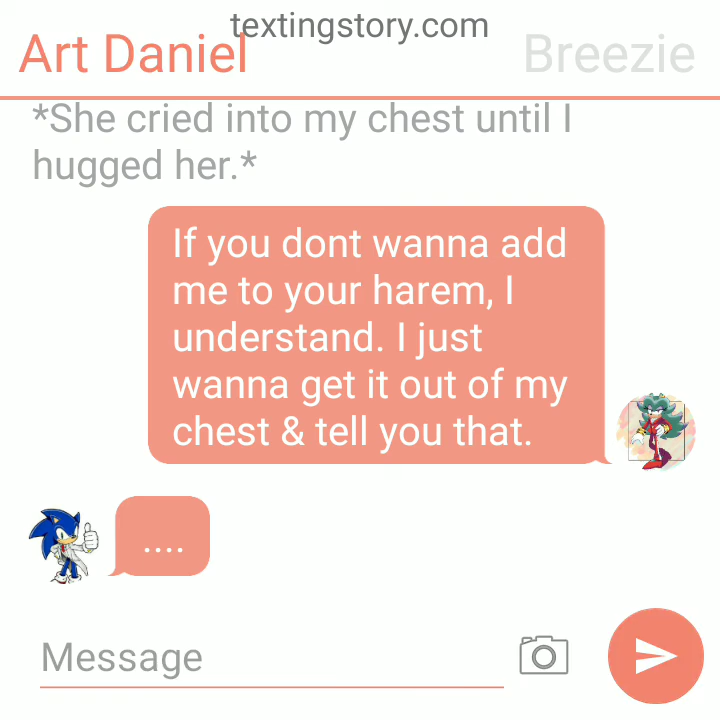 textingstory.com
Art Daniel
Breezie
*She cried into my chest until I
hugged her.*
If you dont wanna add
me to your harem, I
understand. I just
wanna get it out of my
chest & tell you that.
....
Message